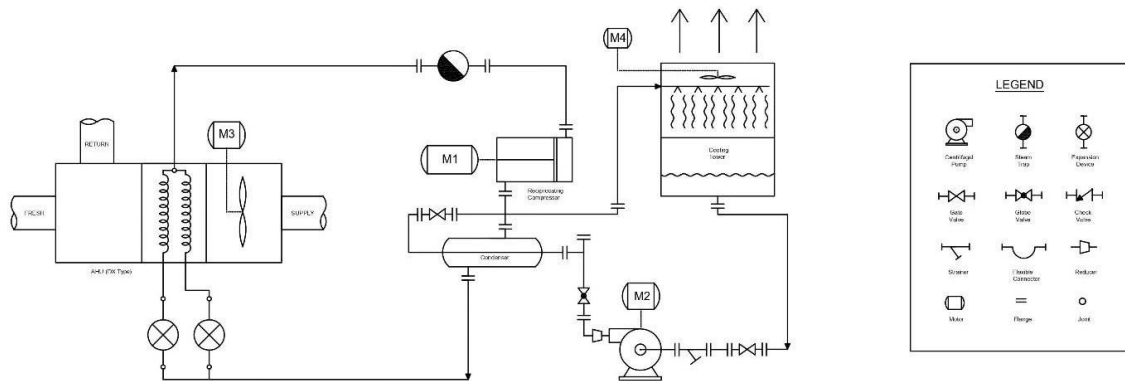 M4
RETURN
M3
M1
Reciprocating
Compressor
Cooling
Tower
FRESH
SUPPLY
AHU (DX Type)
Condenser
M2
LEGEND
Centrifugal
Pump
Steam
Trap
Expansion
Device
Gate
Valve
Globe
Valve
Check
Valve
Strainer
Flexible
Connector
Reducer
Motor
Flange
Joint